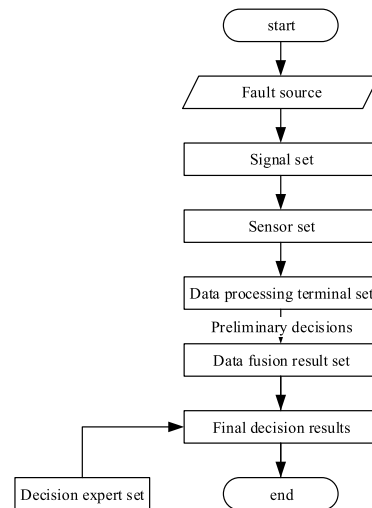 start
Fault source
Signal set
Sensor set
Data processing terminal set
Preliminary decisions
Data fusion result set
Final decision results
Decision expert set
end